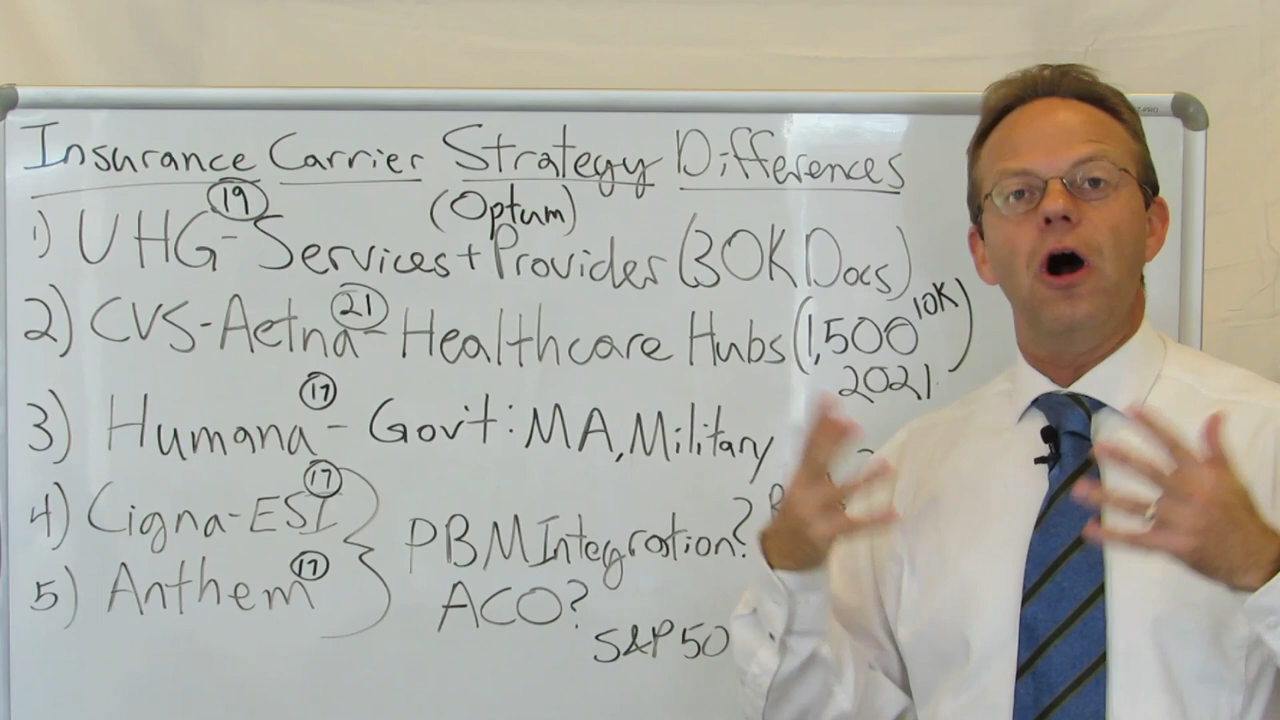 Insurance Carrier Strategy Differences
19 (Optum)
1) UHG - Services + Provider (30K Docs)
21 10K
2) CVS-Aetna - Healthcare Hubs (1,500)
2021
17
3) Humana - Govt: MA, Military
17
4) Cigna-ESI
PBM Integration?
17
5) Anthem
ACO?
S&P 50